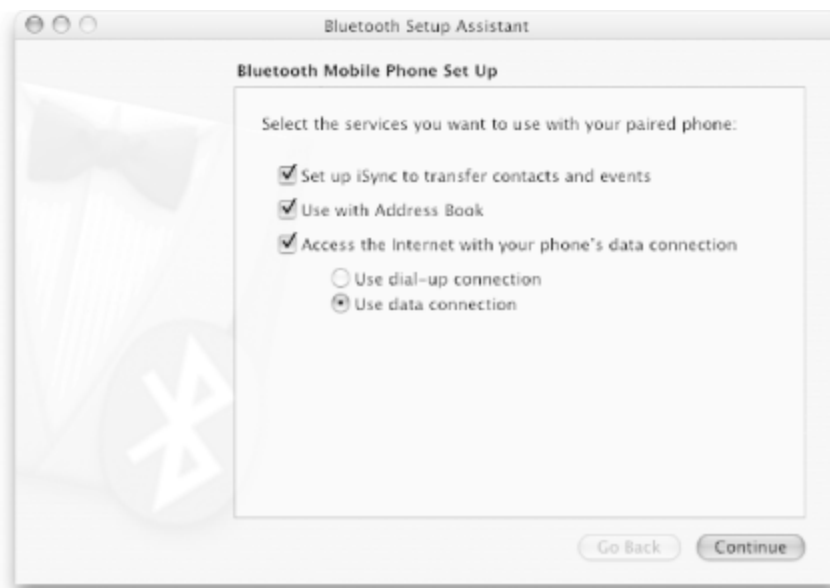 Bluetooth Setup Assistant
Bluetooth Mobile Phone Set Up
Select the services you want to use with your paired phone:
Set up iSync to transfer contacts and events
Use with Address Book
Access the Internet with your phone's data connection
Use dial-up connection
Use data connection
Go Back
Continue